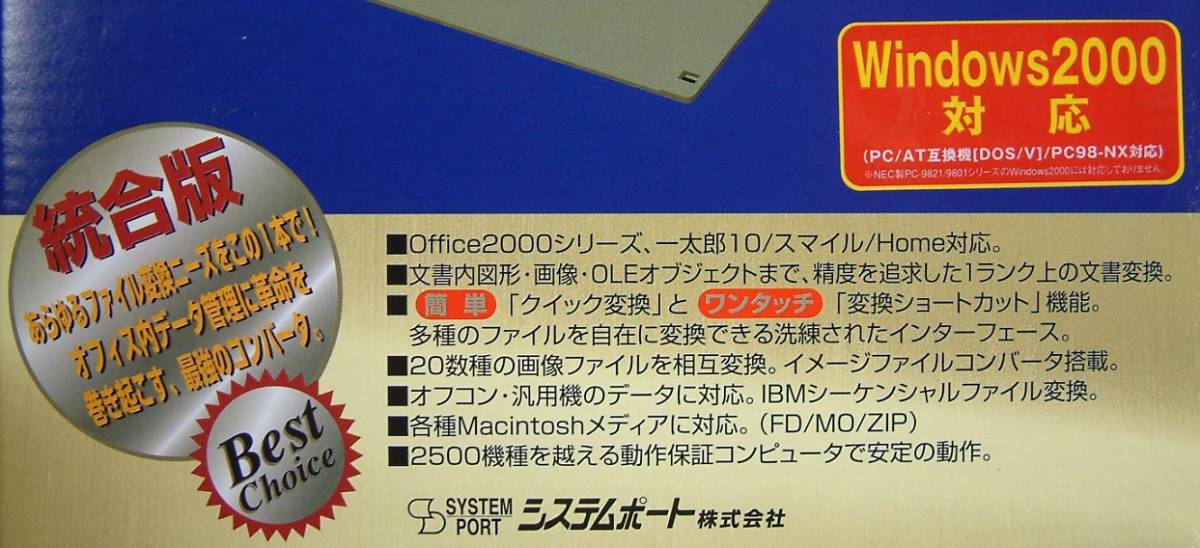 Windows2000
対応
(PC/AT互換機[DOS/V]/PC98-NX対応)
※NEC製PC-9821/9801シリーズのWindows2000には対応しておりません。
統合版
あらゆるファイル変換ニーズをこの1本で!
オフィス内データ管理に革命を
巻き起こす、最強のコンバータ。
Best
Choice
■Office2000シリーズ、一太郎10/スマイル/Home対応。
■文書内図形・画像・OLEオブジェクトまで、精度を追求した1ランク上の文書変換。
■簡単「クイック変換」とワンタッチ「変換ショートカット」機能。
多種のファイルを自在に変換できる洗練されたインターフェース。
■20数種の画像ファイルを相互変換。イメージファイルコンバータ搭載。
■オフコン・汎用機のデータに対応。IBMシーケンシャルファイル変換。
■各種Macintoshメディアに対応。(FD/MO/ZIP)
■2500機種を越える動作保証コンピュータで安定の動作。
SYSTEM
PORT
システムポート株式会社